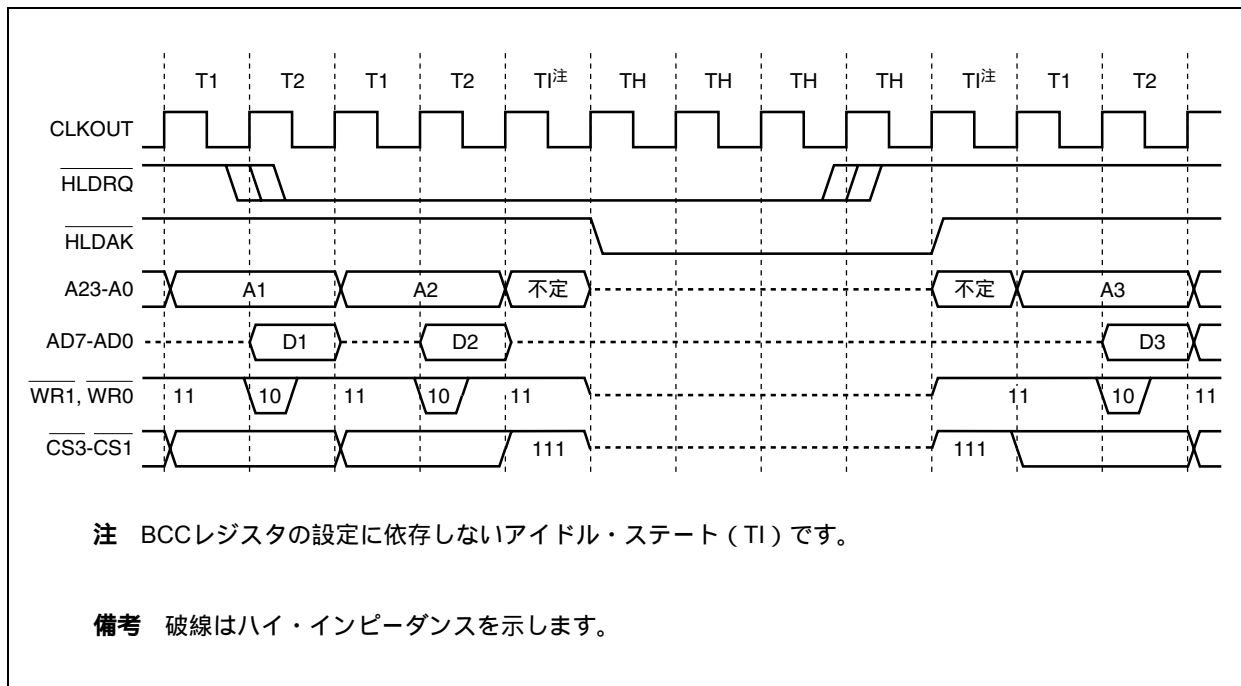 T1 T2 T1 T2 TI注 TH TH TH TH TI注 T1 T2
CLKOUT
HLDRQ
HLDAK
A23-A0 A1 A2 不定 不定 A3
AD7-AD0 D1 D2 D3
WR1, WR0 11 10 11 10 11 11 10 11
CS3-CS1 111 111
注 BCCレジスタの設定に依存しないアイドル・ステート（TI）です。
備考 破線はハイ・インピーダンスを示します。